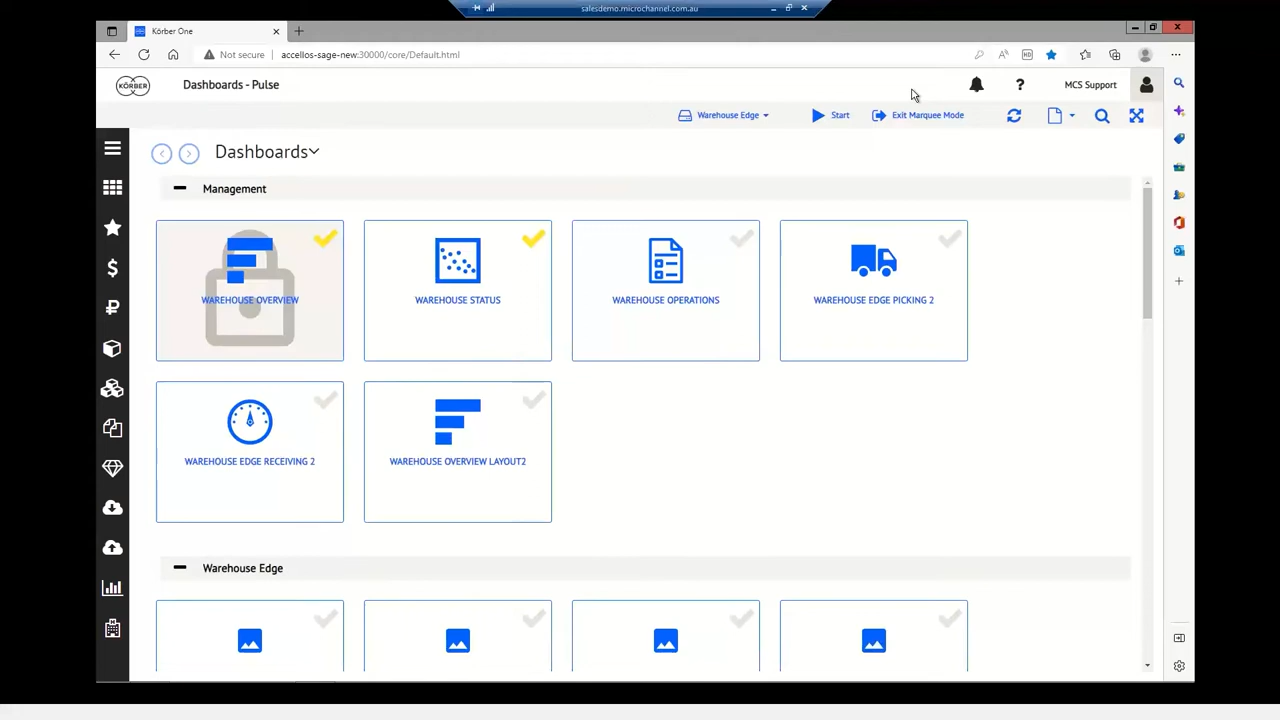 salesdemo.microchannel.com.au
Körber One
Not secure
accellos-sage-new:30000/core/Default.html
KÖRBER
Dashboards - Pulse
MCS Support
Warehouse Edge
Start
Exit Marquee Mode
Dashboards
Management
WAREHOUSE OVERVIEW
WAREHOUSE STATUS
WAREHOUSE OPERATIONS
WAREHOUSE EDGE PICKING 2
WAREHOUSE EDGE RECEIVING 2
WAREHOUSE OVERVIEW LAYOUT2
Warehouse Edge